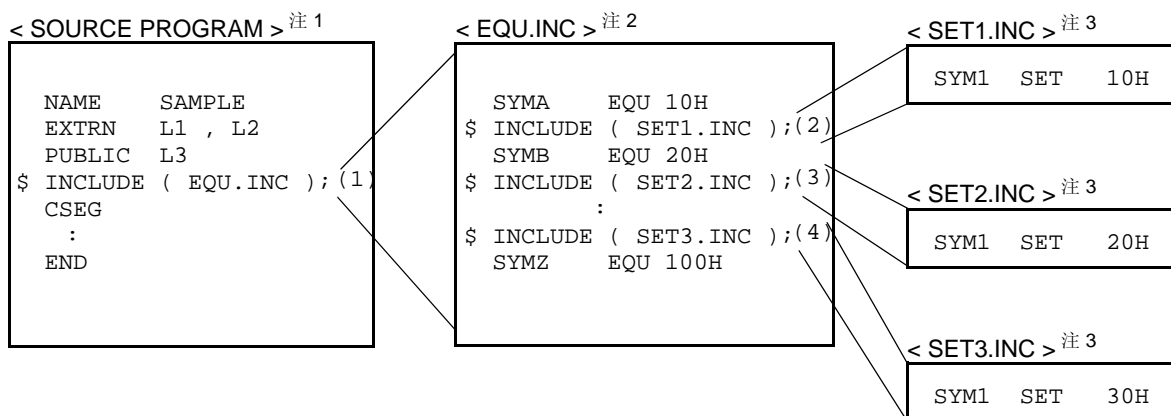 < SOURCE PROGRAM > 注 1
NAME SAMPLE
EXTRN L1 , L2
PUBLIC L3
$ INCLUDE ( EQU.INC );(1)
CSEG
:
END
< EQU.INC > 注 2
SYMA EQU 10H
$ INCLUDE ( SET1.INC );(2)
SYMB EQU 20H
$ INCLUDE ( SET2.INC );(3)
:
$ INCLUDE ( SET3.INC );(4)
SYMZ EQU 100H
< SET1.INC > 注 3
SYM1 SET 10H
< SET2.INC > 注 3
SYM1 SET 20H
< SET3.INC > 注 3
SYM1 SET 30H